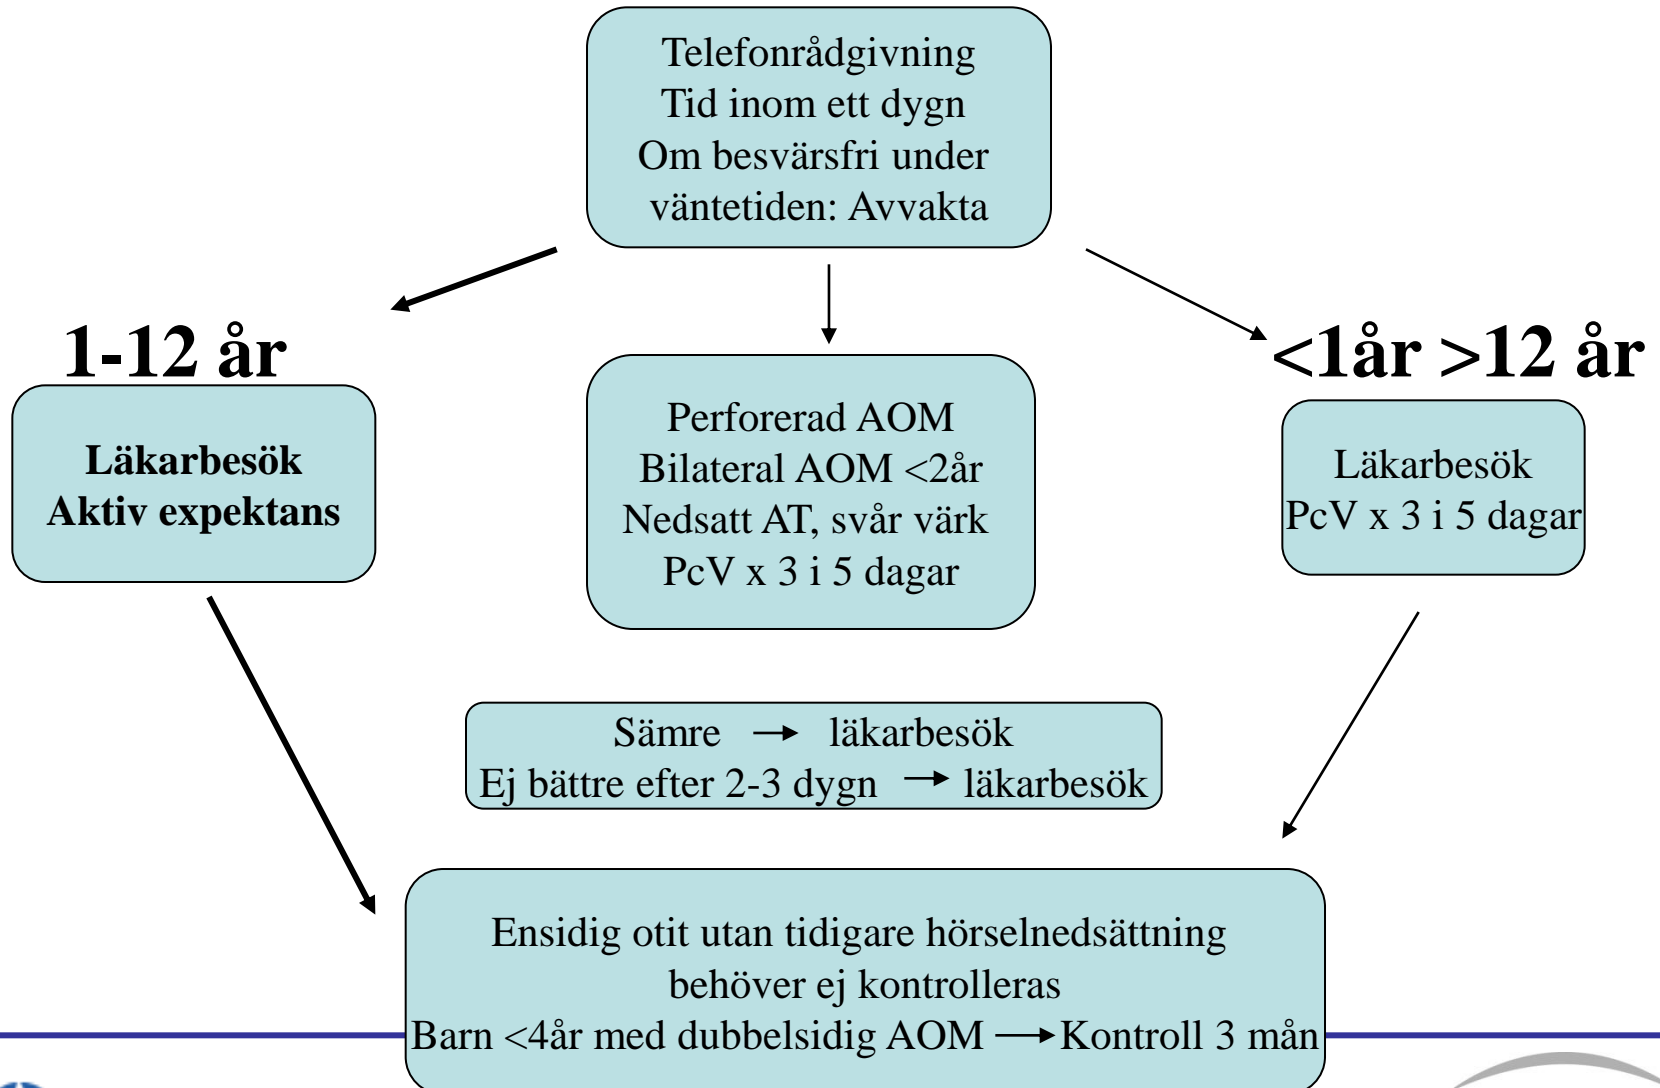 Telefonrådgivning
Tid inom ett dygn
Om besvärsfri under
väntetiden: Avvakta
1-12 år
Läkarbesök
Aktiv expektans
Perforerad AOM
Bilateral AOM <2år
Nedsatt AT, svår värk
PcV x 3 i 5 dagar
<1år >12 år
Läkarbesök
PcV x 3 i 5 dagar
Sämre → läkarbesök
Ej bättre efter 2-3 dygn → läkarbesök
Ensidig otit utan tidigare hörselnedsättning
behöver ej kontrolleras
Barn <4år med dubbelsidig AOM → Kontroll 3 mån